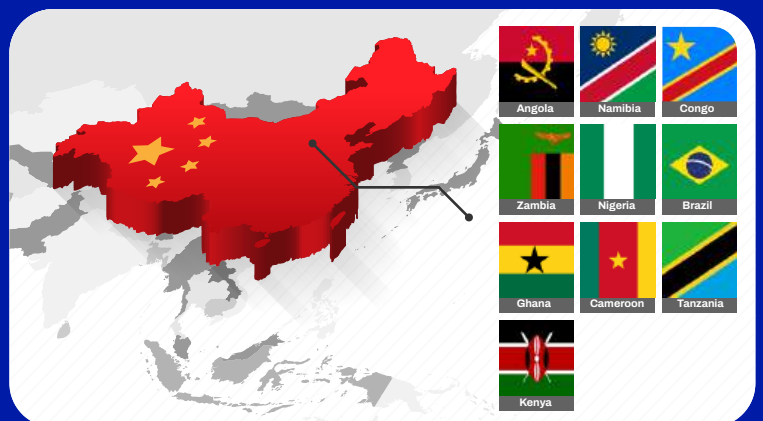 Angola
Namibia
Congo
Zambia
Nigeria
Brazil
Ghana
Cameroon
Tanzania
Kenya